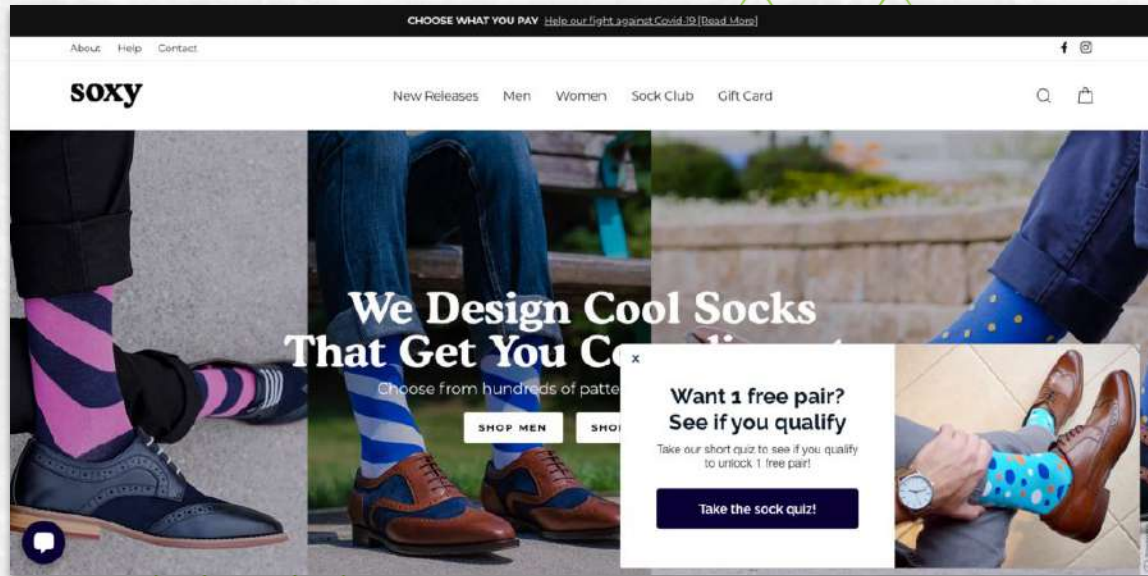 CHOOSE WHAT YOU PAY Help our fight against Covid-19 [Read More]
About Help Contact
soxy
New Releases Men Women Sock Club Gift Card
We Design Cool Socks
That Get You
Choose from hundreds of
SHOP MEN
x
Want 1 free pair?
See if you qualify
Take our short quiz to see if you qualify
to unlock 1 free pair!
Take the sock quiz!